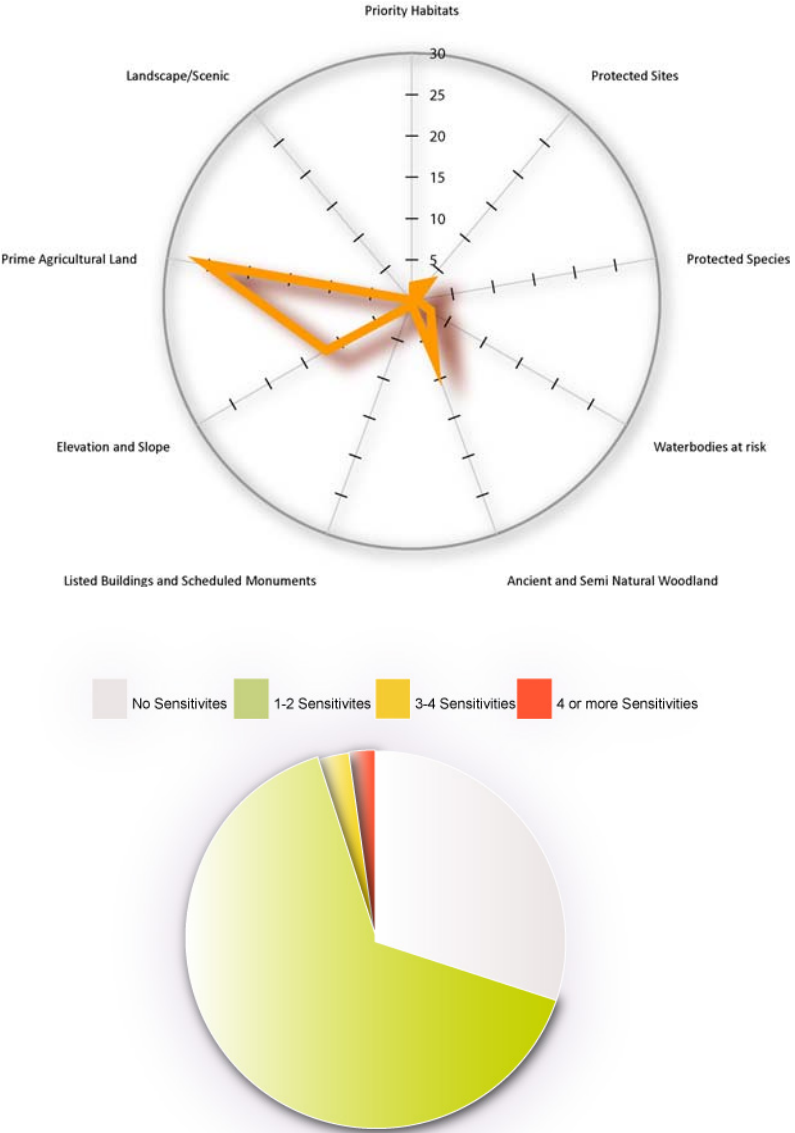 Priority Habitats
30
Landscape/Scenic
Protected Sites
25
20
15
10
Prime Agricultural Land
5
Protected Species
Elevation and Slope
Waterbodies at risk
Listed Buildings and Scheduled Monuments
Ancient and Semi Natural Woodland
No Sensitivites
1-2 Sensitivites
3-4 Sensitivities
4 or more Sensitivities